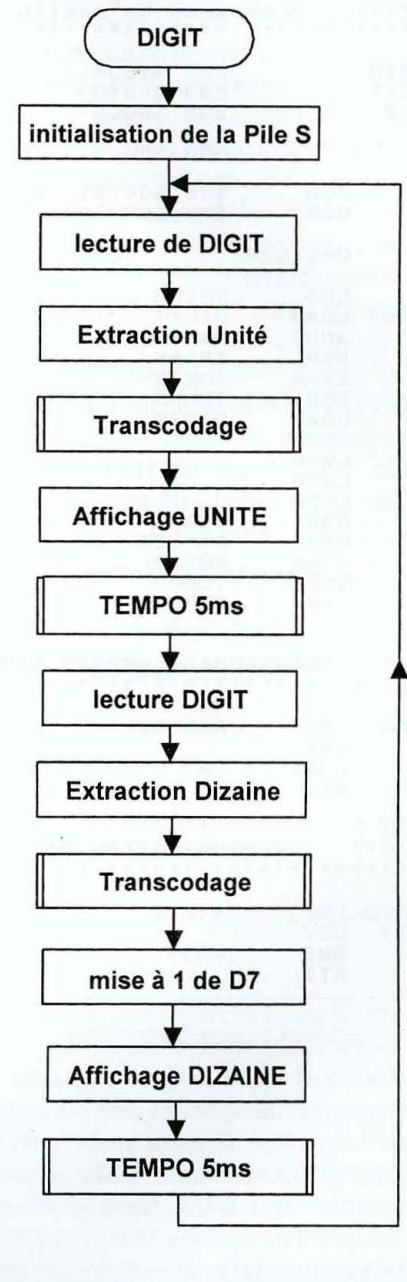 DIGIT
initialisation de la Pile S
lecture de DIGIT
Extraction Unité
Transcodage
Affichage UNITE
TEMPO 5ms
lecture DIGIT
Extraction Dizaine
Transcodage
mise à 1 de D7
Affichage DIZAINE
TEMPO 5ms